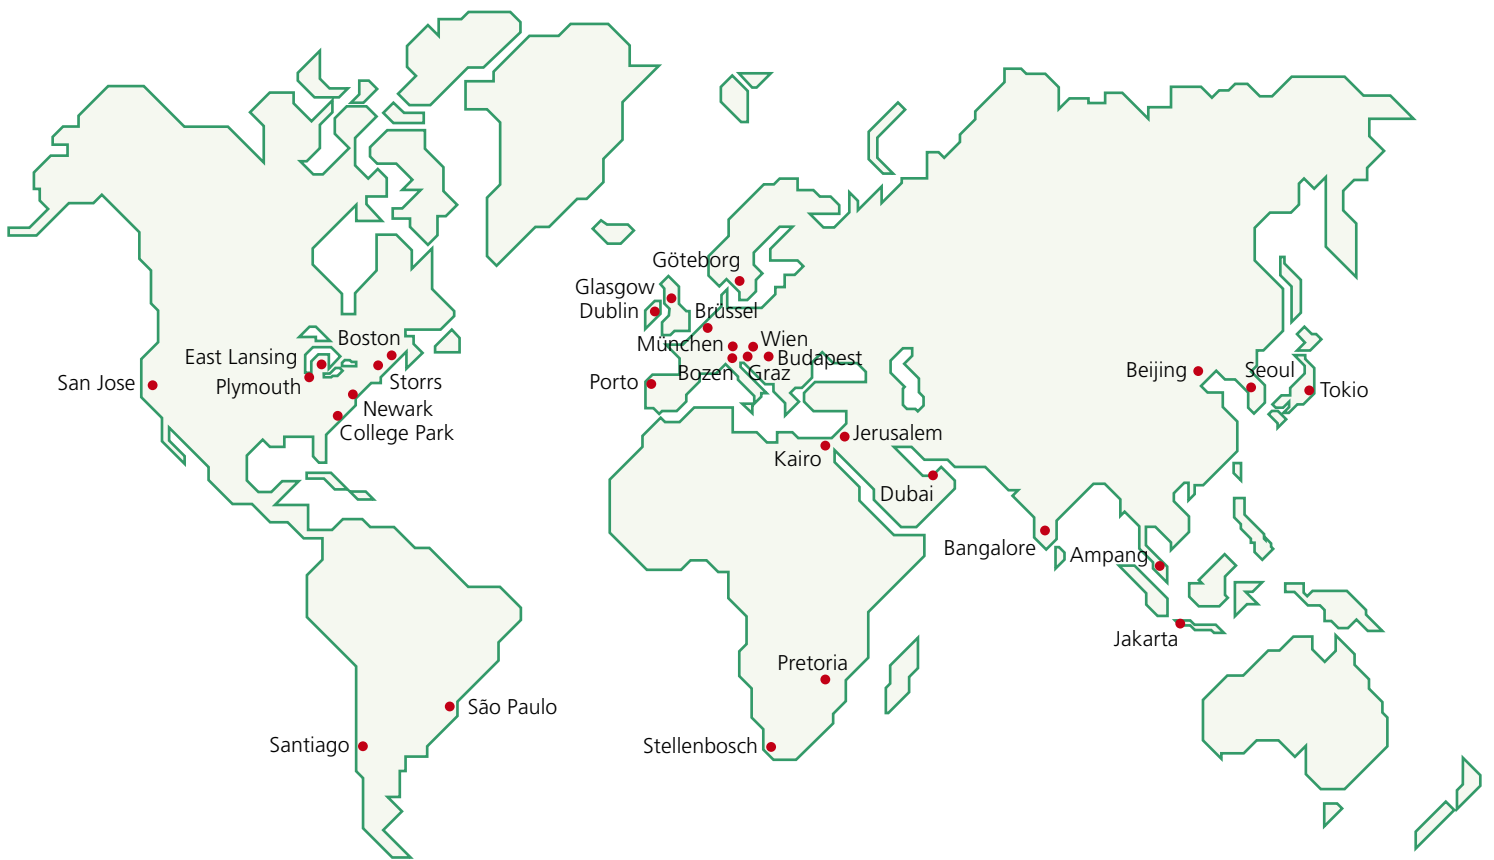 Göteborg
Glasgow
Dublin
Brüssel
Boston
München
Wien
East Lansing
Budapest
Plymouth
Bozen
Graz
Beijing
Seoul
San Jose
Storrs
Porto
Tokio
Newark
College Park
Jerusalem
Kairo
Dubai
Bangalore
Ampang
Jakarta
Pretoria
São Paulo
Santiago
Stellenbosch